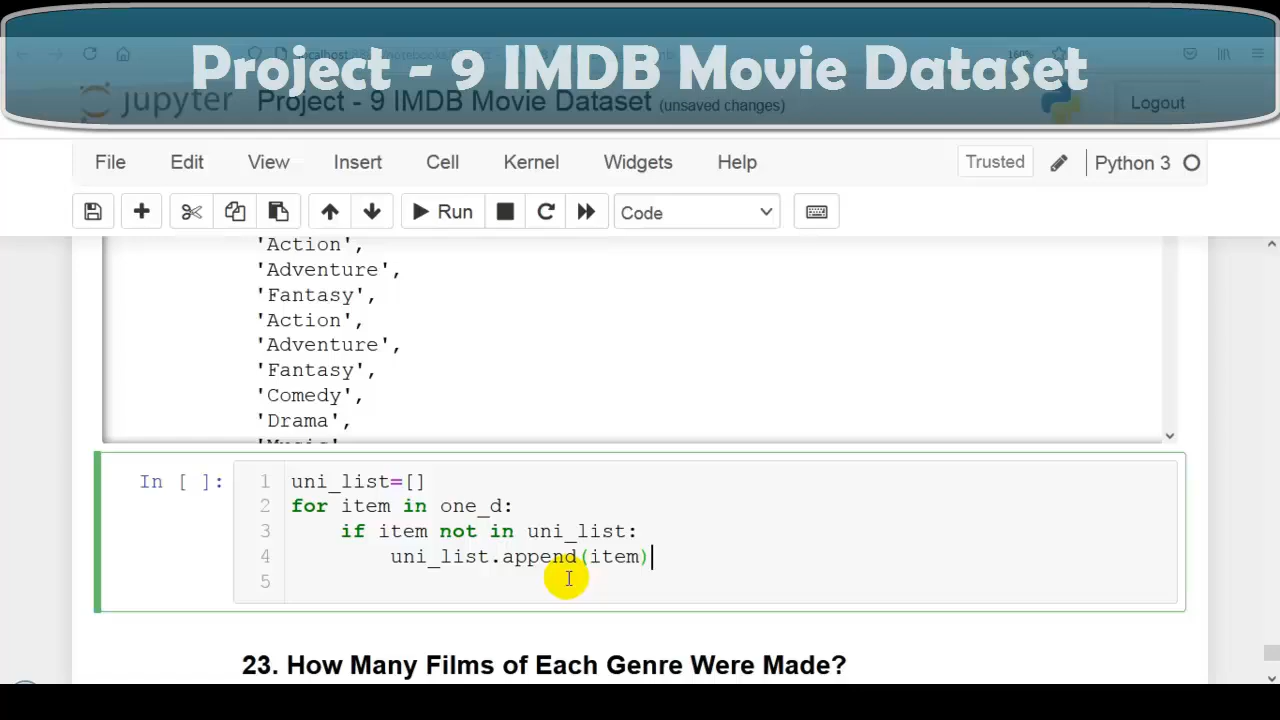 Project - 9 IMDB Movie Dataset
jupyter Project - 9 IMDB Movie Dataset (unsaved changes) Logout
File Edit View Insert Cell Kernel Widgets Help Trusted Python 3
Run Code
'Action',
'Adventure',
'Fantasy',
'Action',
'Adventure',
'Fantasy',
'Comedy',
'Drama',
'Music'
In [ ]: 1 uni_list=[]
2 for item in one_d:
3 if item not in uni_list:
4 uni_list.append(item)
5
23. How Many Films of Each Genre Were Made?